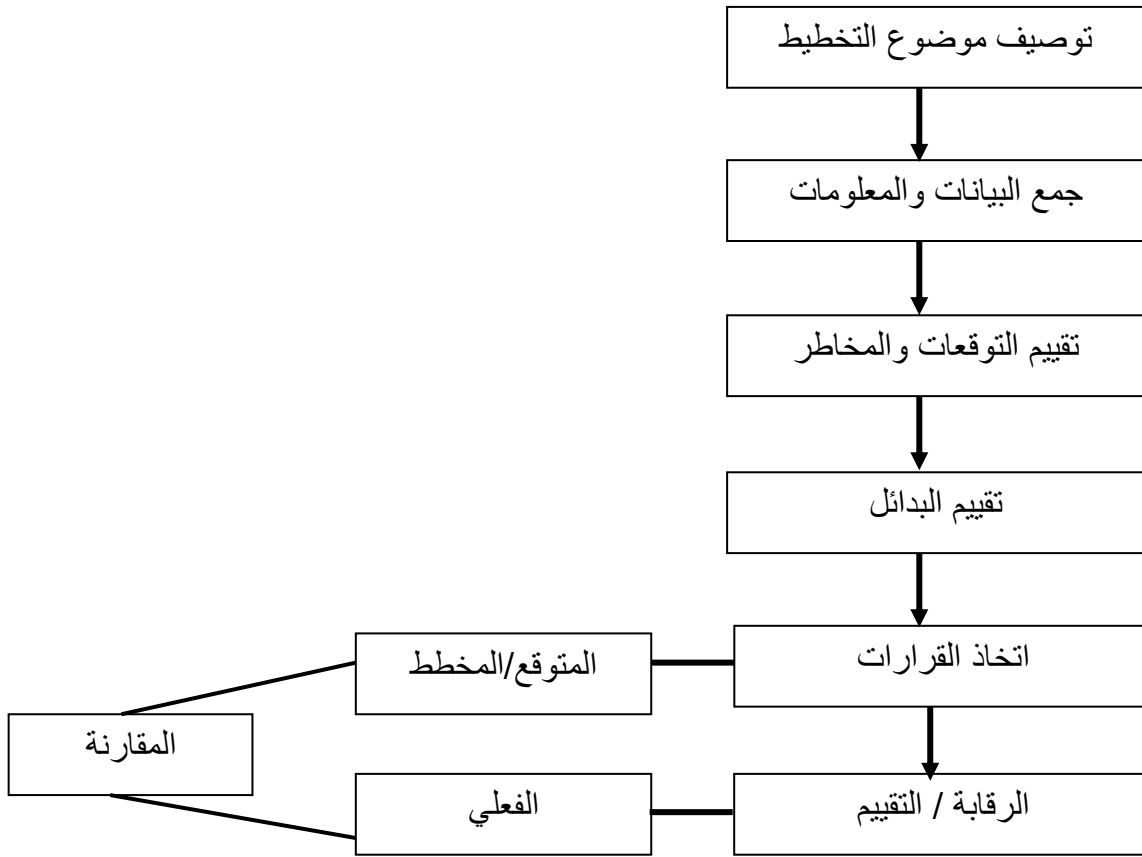 توصيف موضوع التخطيط
جمع البيانات والمعلومات
تقييم التوقعات والمخاطر
تقييم البدائل
اتخاذ القرارات
المتوقع/المخطط
المقارنة
الرقابة / التقييم
الفعلي